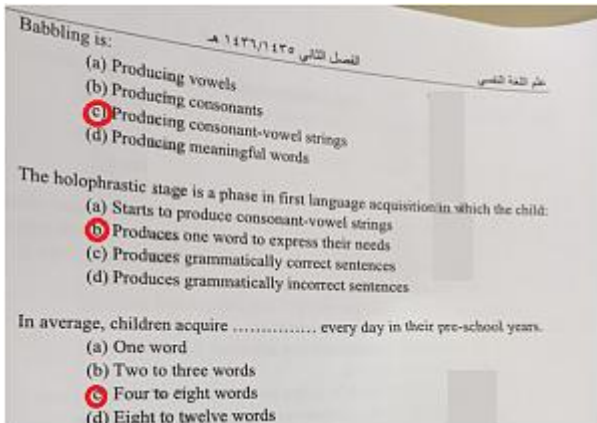 علم اللغة النفسي
الفصل الثاني ١٤٣٦/١٤٣٥ هـ
Babbling is:
(a) Producing vowels
(b) Producing consonants
(c) Producing consonant-vowel strings
(d) Producing meaningful words
The holophrastic stage is a phase in first language acquisition in which the child:
(a) Starts to produce consonant-vowel strings
(b) Produces one word to express their needs
(c) Produces grammatically correct sentences
(d) Produces grammatically incorrect sentences
In average, children acquire ............... every day in their pre-school years.
(a) One word
(b) Two to three words
(c) Four to eight words
(d) Eight to twelve words